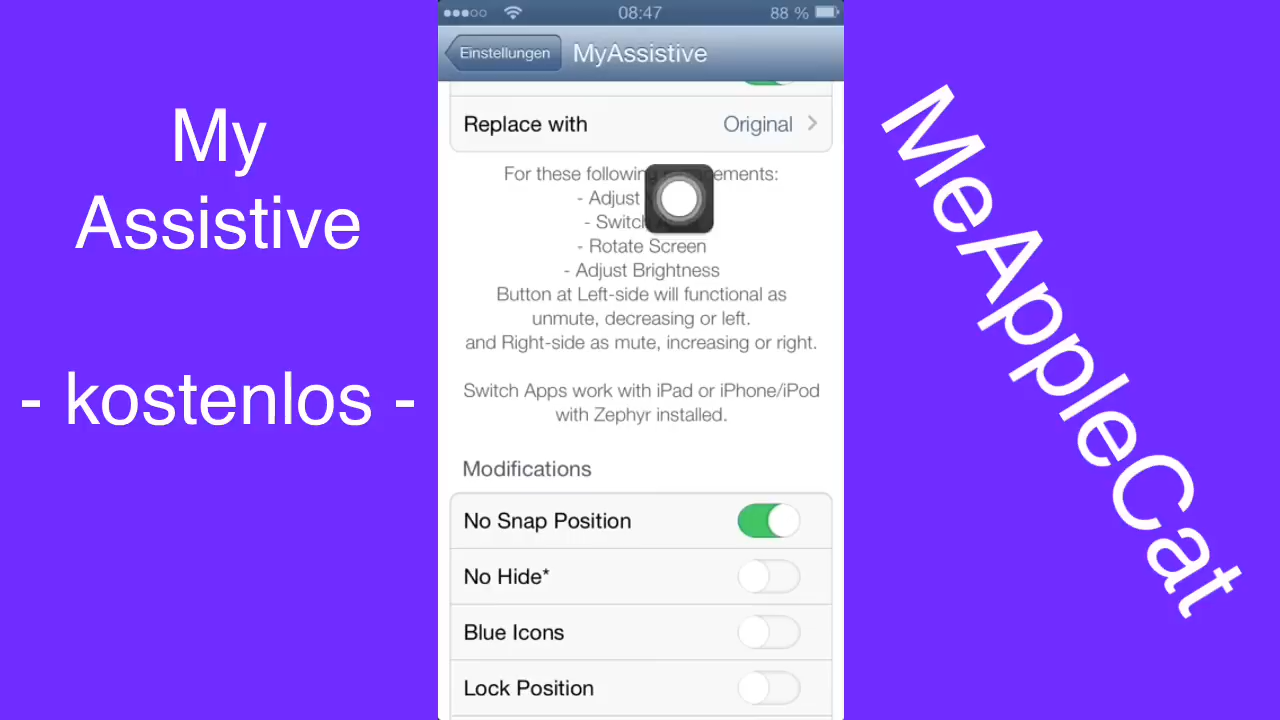 My
Assistive
- kostenlos -
08:47
88 %
Einstellungen
MyAssistive
Replace with
Original
For these following ements:
- Adjust
- Switch
- Rotate Screen
- Adjust Brightness
Button at Left-side will functional as
unmute, decreasing or left.
and Right-side as mute, increasing or right.
Switch Apps work with iPad or iPhone/iPod
with Zephyr installed.
Modifications
No Snap Position
No Hide*
Blue Icons
Lock Position
MeAppleCat